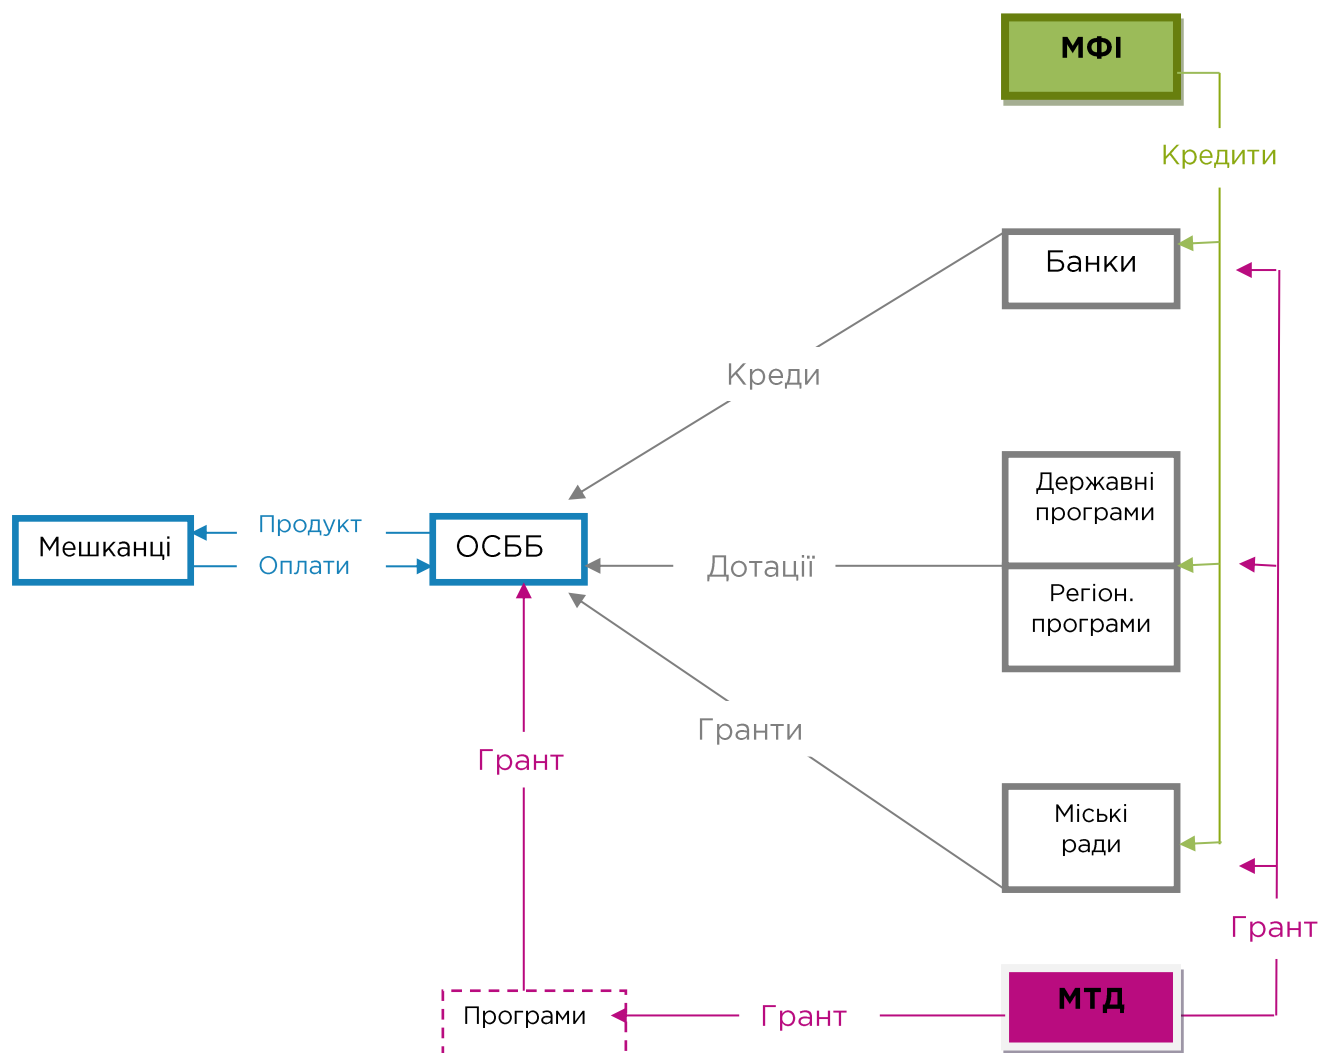 МФІ
Кредити
Банки
Креди
Державні
програми
Продукт
Мешканці
ОСББ
Оплати
Дотації
Регіон.
програми
Гранти
Грант
Міські
ради
Грант
МТД
Програми
Грант